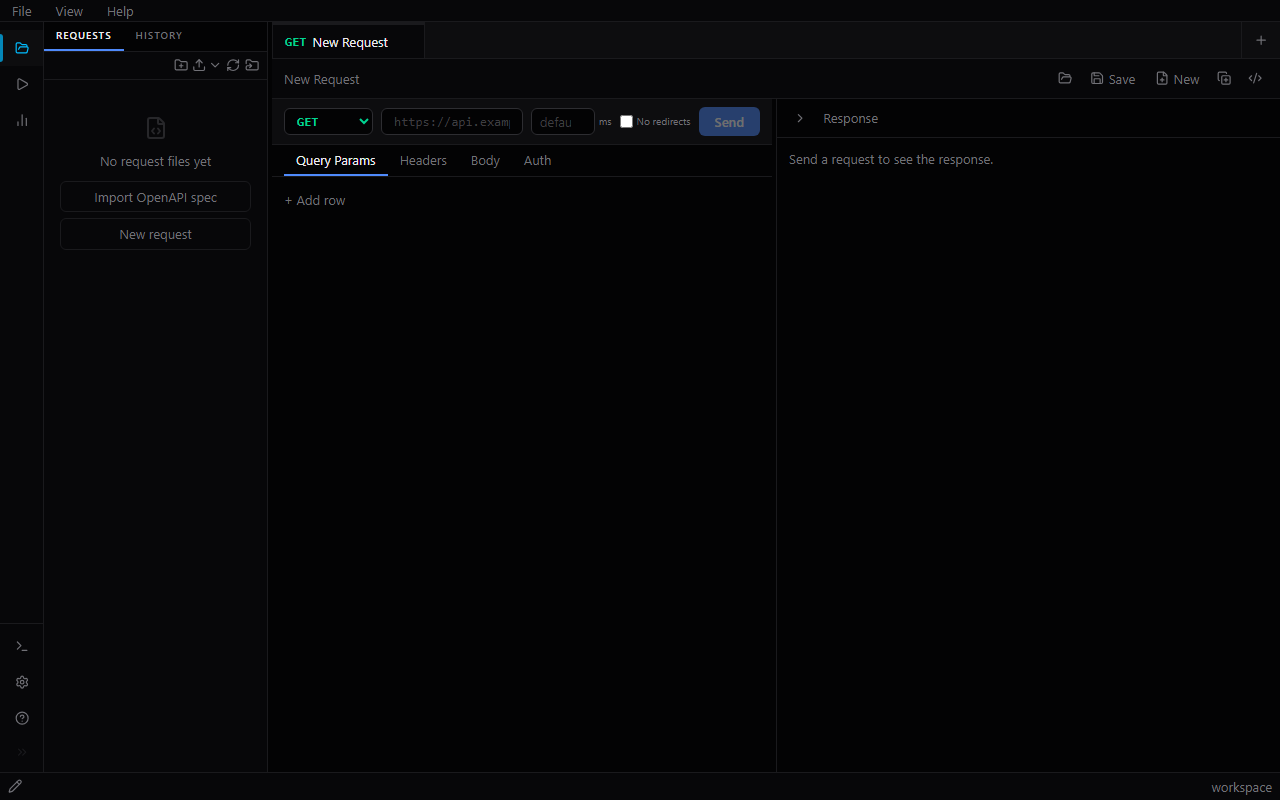 File View Help
REQUESTS HISTORY
GET New Request
New Request
Save New
No request files yet
Import OpenAPI spec
New request
GET https://api.exam defau ms No redirects Send
Query Params Headers Body Auth
+ Add row
Response
Send a request to see the response.
workspace